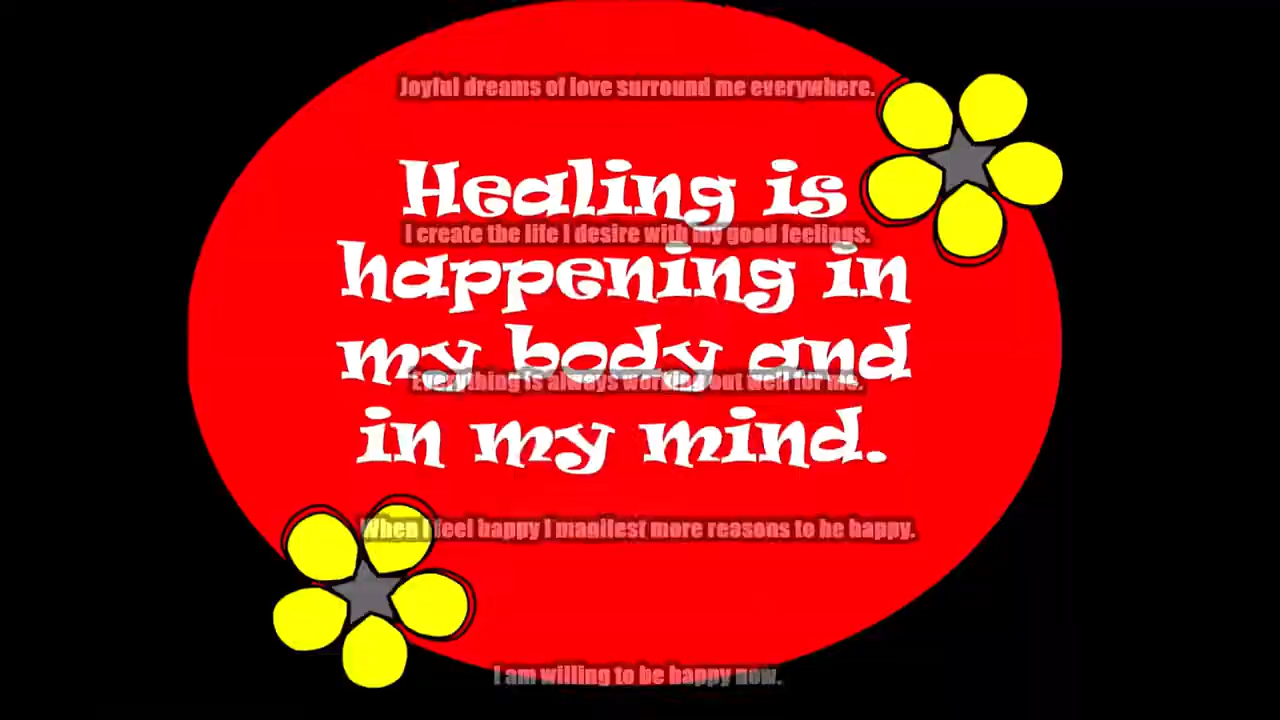 Joyful dreams of love surround me everywhere.
Healing is
I create the life I desire with my good feelings.
happening in
my body and
Everything is always working out well for me.
in my mind.
When I feel happy I manifest more reasons to be happy.
I am willing to be happy now.